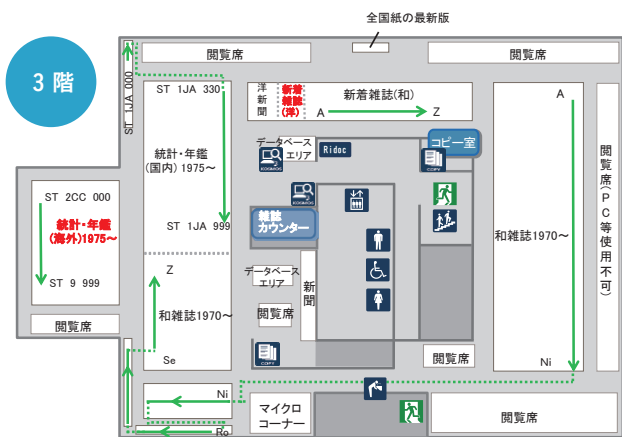 全国紙の最新版
3 階
閲覧席
閲覧席
ST 1JA 000
ST 1JA 330
統計・年鑑
(国内) 1975~
ST 1JA 999
洋
新
聞
新着
雑誌
(洋)
新着雑誌(和)
A
Z
データベース
エリア
Ridoc
コピー室
COPY
KOSMOS
KOSMOS
雑誌
カウンター
A
和雑誌1970~
Ni
閲覧席(PC等使用不可)
ST 2CC 000
統計・年鑑
(海外)1975~
ST 9 999
閲覧席
Z
和雑誌1970~
Se
データベース
エリア
閲覧席
新
聞
COPY
閲覧席
Ni
Ro
マイクロ
コーナー
閲覧席